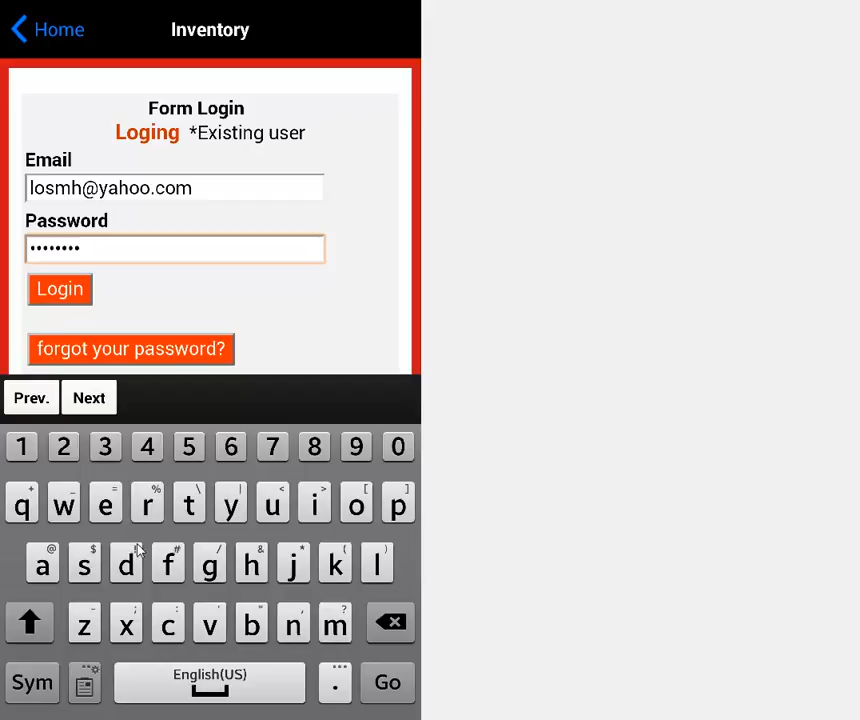 Home Inventory
Form Login
Loging *Existing user
Email
losmh@yahoo.com
Password
••••••••
Login
forgot your password?
Prev. Next
1 2 3 4 5 6 7 8 9 0
+ _ = % \ | < > [ ]
q w e r t y u i o p
@ $ ! # / & * ( )
a s d f g h j k l
- ; : ' " , ?
z x c v b n m
Sym English(US) . Go